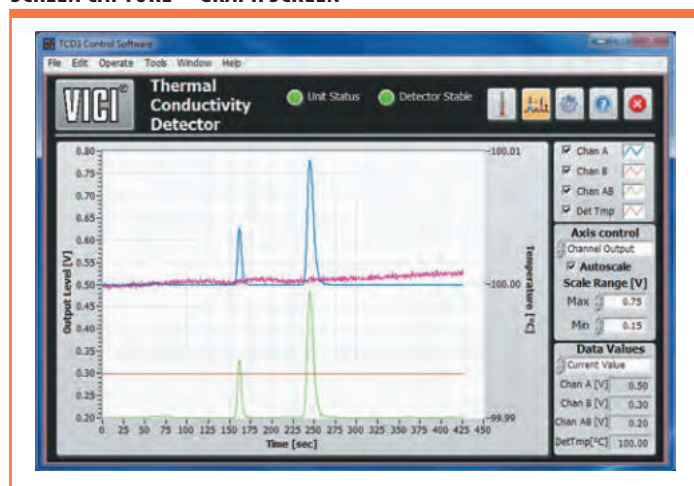 SCREEN CAPTURE – GRAPH SCREEN
TCD3 Control Software
File Edit Operate Tools Window Help
VICI®
Thermal
Conductivity
Detector
Unit Status
Detector Stable
0.80
0.75
0.70
0.65
0.60
0.55
0.50
0.45
0.40
0.35
0.30
0.25
0.20
Output Level [V]
0 25 50 75 100 125 150 175 200 225 250 275 300 325 350 375 400 425 450
Time [sec]
100.01
100.00
99.99
Temperature [°C]
Chan A
Chan B
Chan AB
Det Tmp
Axis control
Channel Output
Autoscale
Scale Range [V]
Max 0.75
Min 0.15
Data Values
Current Value
Chan A [V] 0.50
Chan B [V] 0.30
Chan AB [V] 0.20
DetTmp[°C] 100.00